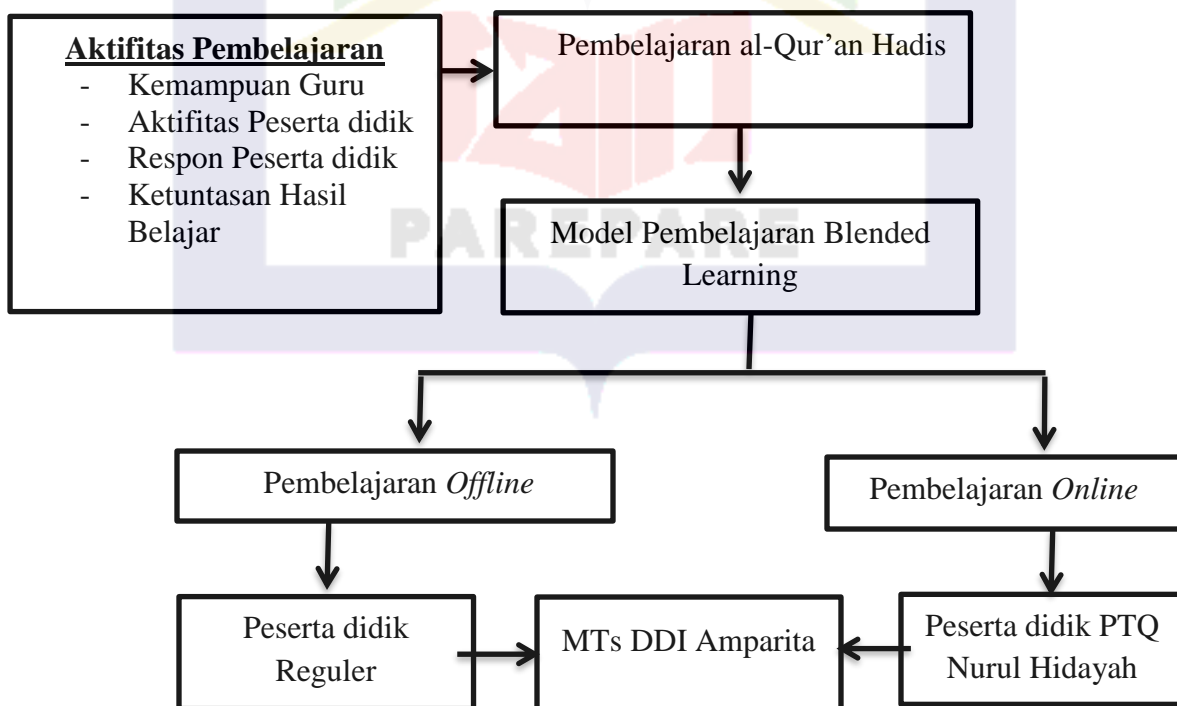 Aktifitas Pembelajaran
- Kemampuan Guru
- Aktifitas Peserta didik
- Respon Peserta didik
- Ketuntasan Hasil
Belajar
Pembelajaran al-Qur’an Hadis
PAREPARE
Model Pembelajaran Blended
Learning
Pembelajaran Offline
Pembelajaran Online
Peserta didik
Reguler
MTs DDI Amparita
Peserta didik PTQ
Nurul Hidayah